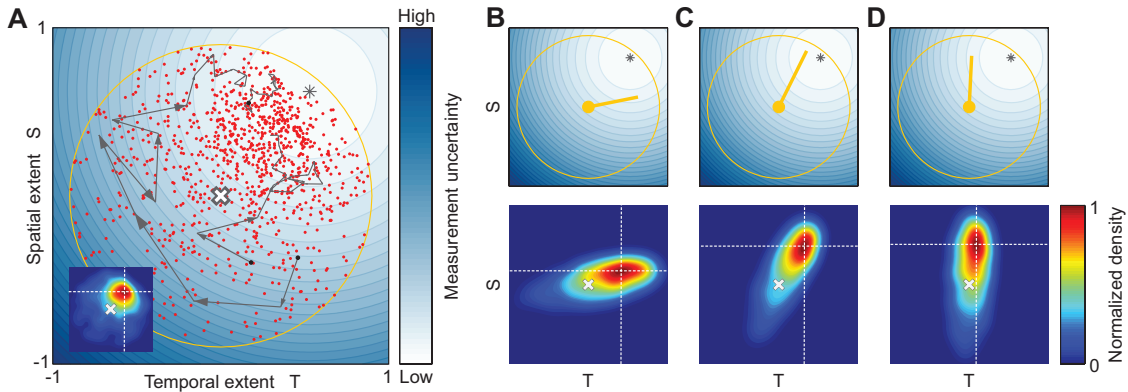 A
B
C
D
High
1
Spatial extent S
-1
-1
Temporal extent T
1
Measurement uncertainty
Low
S
S
T
T
T
1
Normalized density
0